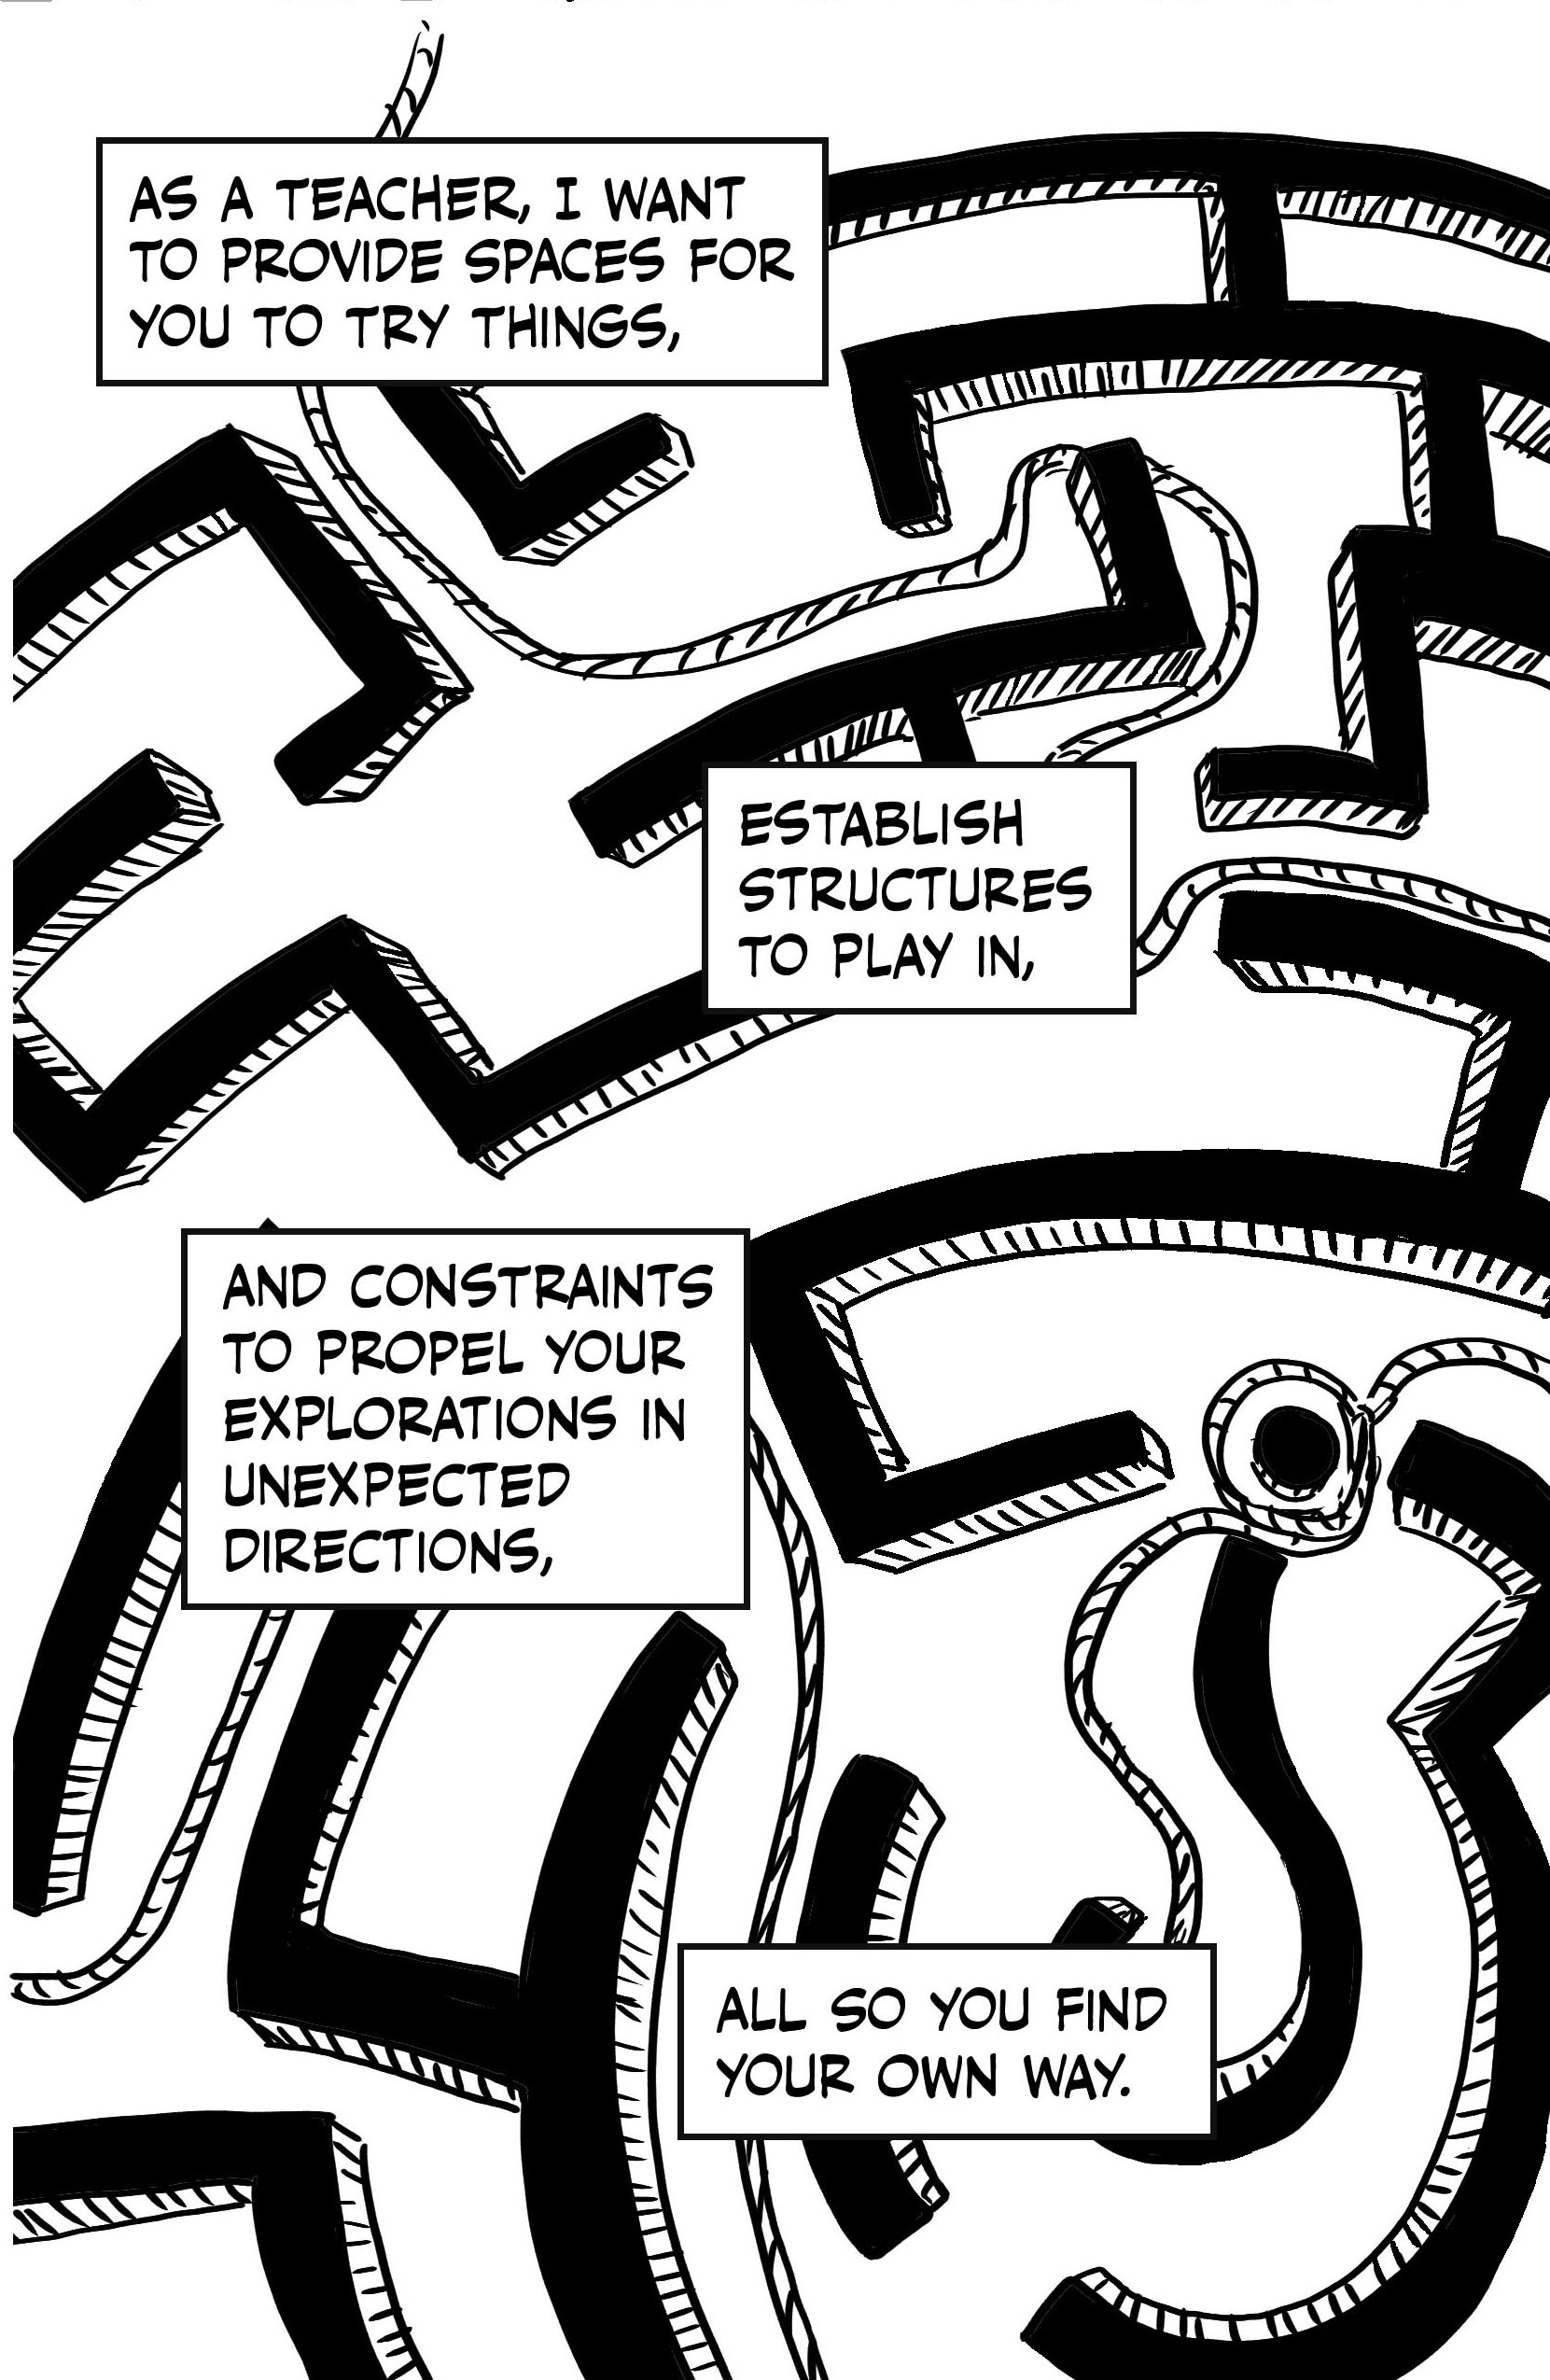 AS A TEACHER, I WANT
TO PROVIDE SPACES FOR
YOU TO TRY THINGS,
ESTABLISH
STRUCTURES
TO PLAY IN,
AND CONSTRAINTS
TO PROPEL YOUR
EXPLORATIONS IN
UNEXPECTED
DIRECTIONS,
ALL SO YOU FIND
YOUR OWN WAY.